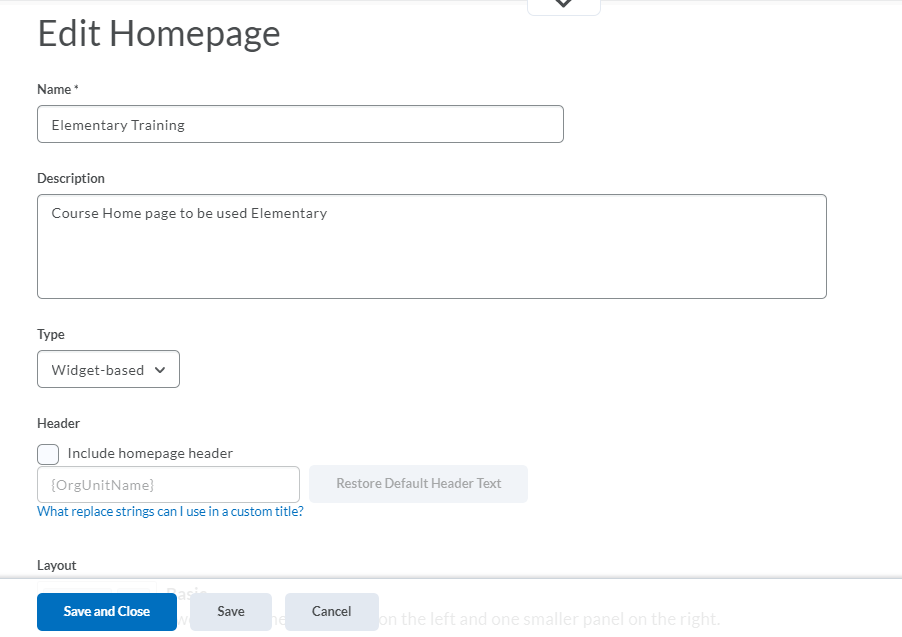 Edit Homepage
Name *
Elementary Training
Description
Course Home page to be used Elementary
Type
Widget-based
Header
Include homepage header
{OrgUnitName}
Restore Default Header Text
What replace strings can I use in a custom title?
Layout
Basic
on the left and one smaller panel on the right.
Save and Close
Save
Cancel